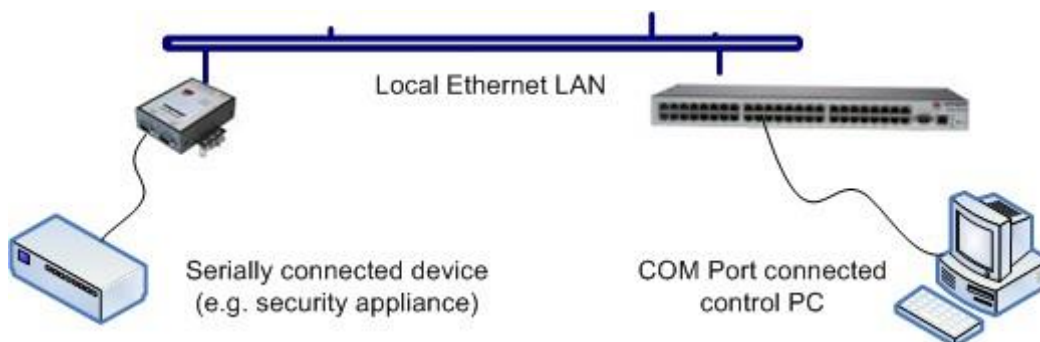 Local Ethernet LAN
Serially connected device
(e.g. security appliance)
COM Port connected
control PC